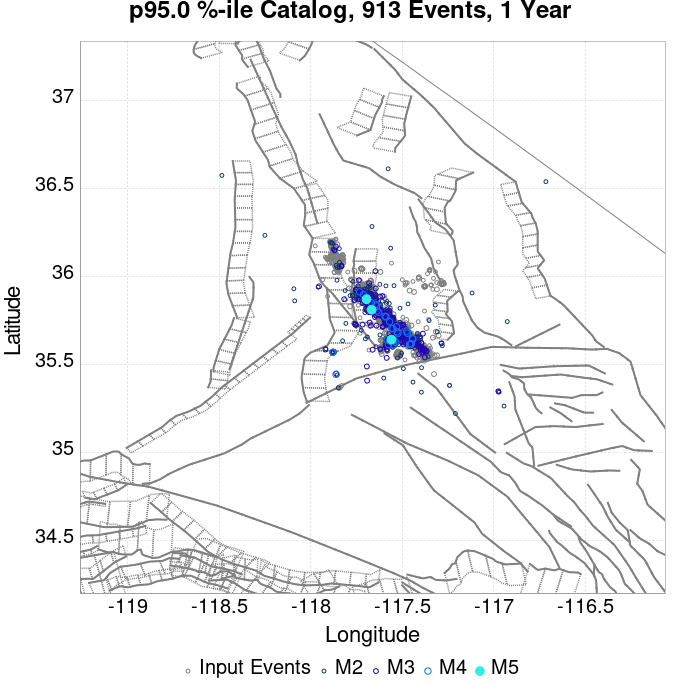 p95.0 %-ile Catalog, 913 Events, 1 Year
37
36.5
36
35.5
35
34.5
Latitude
-119 -118.5 -118 -117.5 -117 -116.5
Longitude
Input Events M2 M3 M4 M5